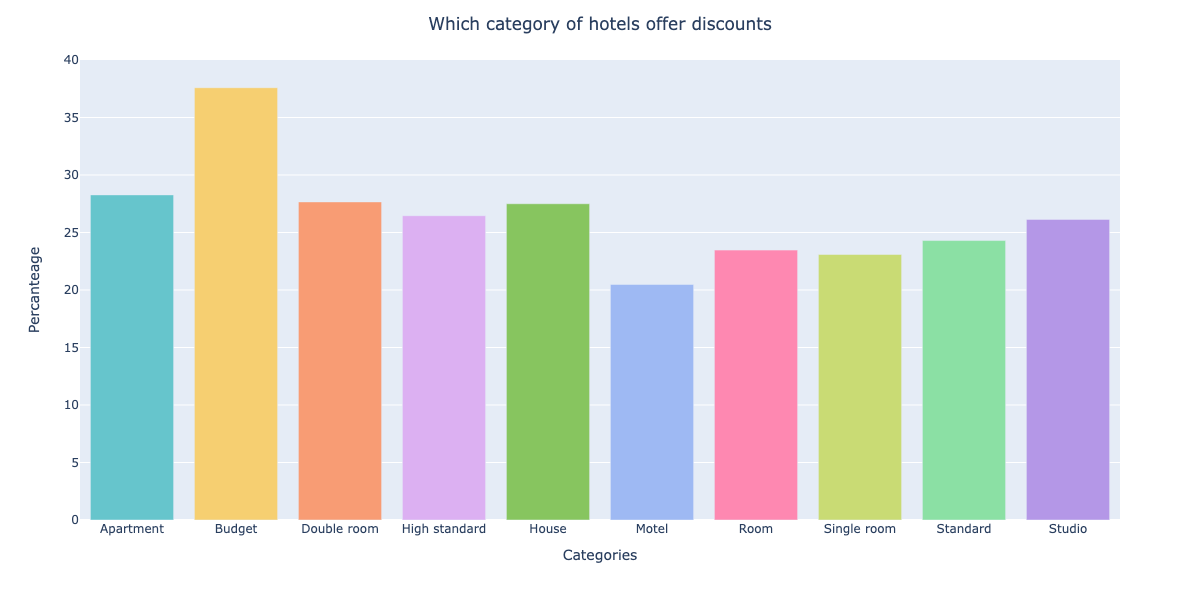 Which category of hotels offer discounts
40
35
30
25
20
15
10
5
0
Percanteage
Apartment Budget Double room High standard House Motel Room Single room Standard Studio
Categories